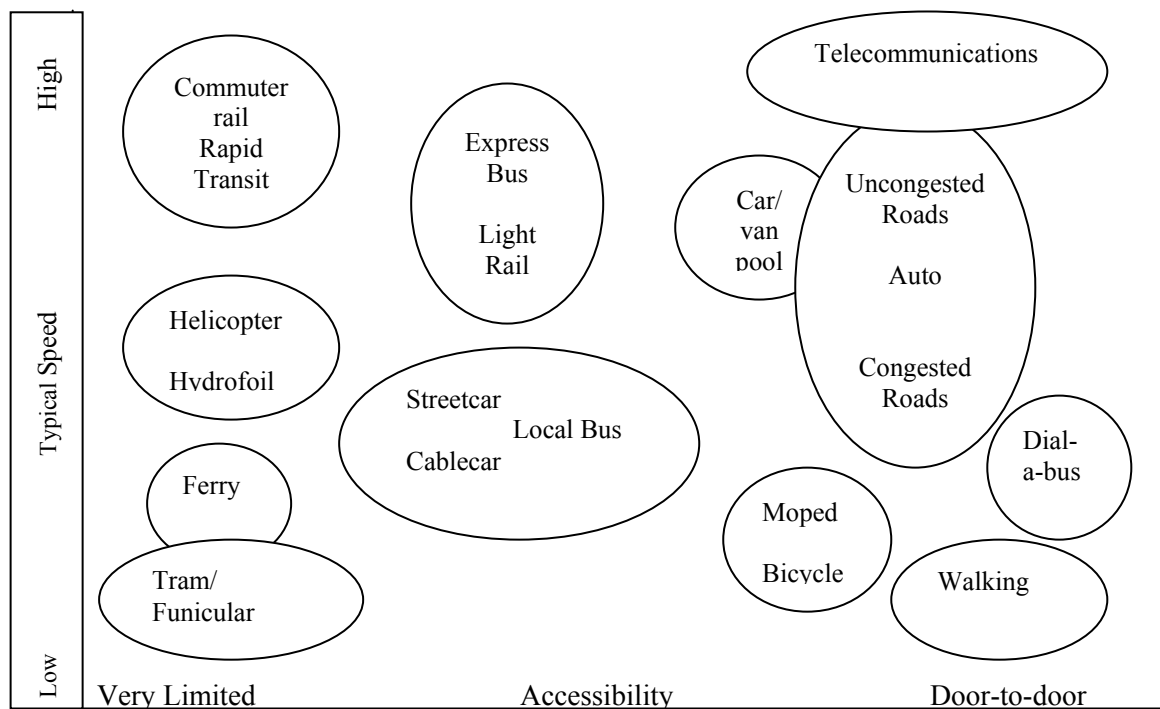 High
Typical Speed
Low
Commuter
rail
Rapid
Transit
Helicopter
Hydrofoil
Ferry
Tram/
Funicular
Express
Bus
Light
Rail
Streetcar
Local Bus
Cablecar
Telecommunications
Car/
van
pool
Uncongested
Roads
Auto
Congested
Roads
Dial-
a-bus
Moped
Bicycle
Walking
Very Limited
Accessibility
Door-to-door